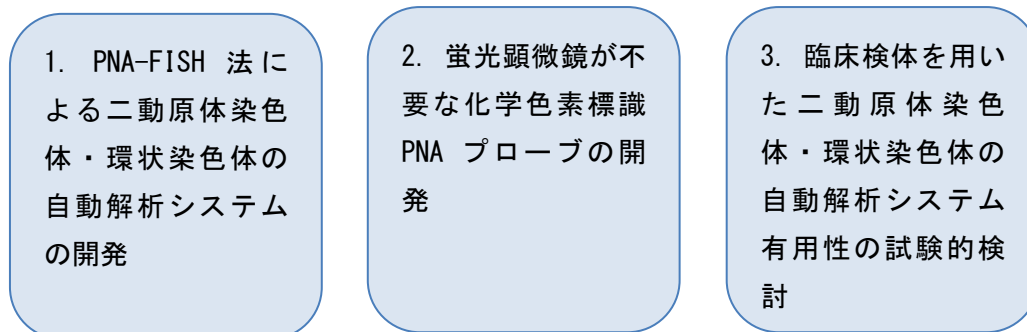 1. PNA-FISH 法に
よる二動原体染色
体・環状染色体の
自動解析システム
の開発
2. 蛍光顕微鏡が不
要な化学色素標識
PNA プローブの開
発
3. 臨床検体を用い
た二動原体染色
体・環状染色体の
自動解析システム
有用性の試験的検
討